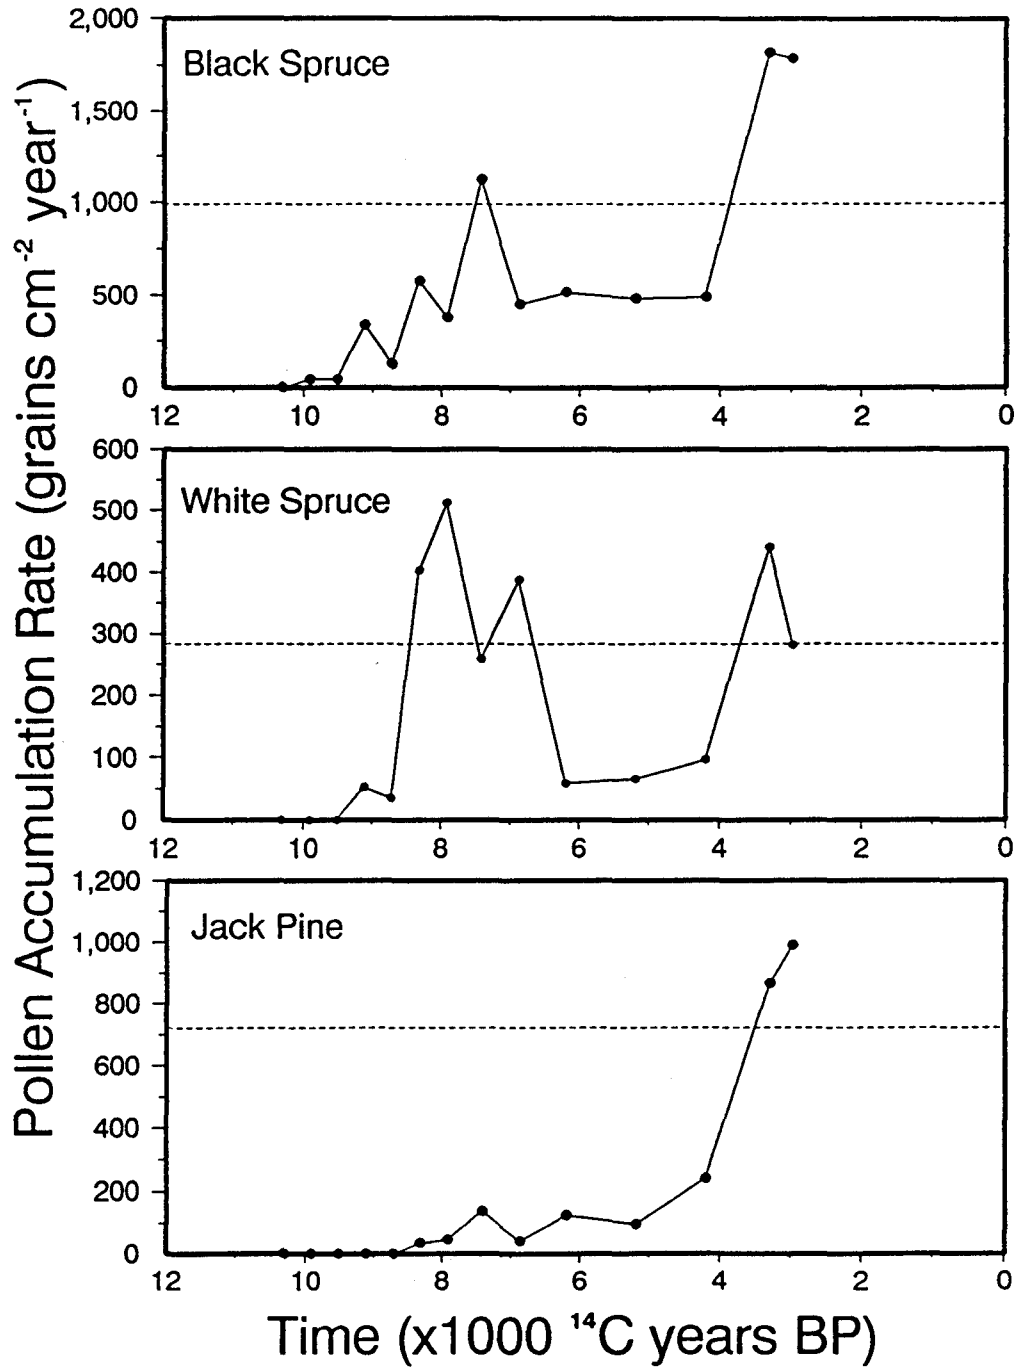 Pollen Accumulation Rate (grains cm⁻² year⁻¹)
Black Spruce
2,000
1,500
1,000
500
0
12 10 8 6 4 2 0
White Spruce
600
500
400
300
200
100
0
12 10 8 6 4 2 0
Jack Pine
1,200
1,000
800
600
400
200
0
12 10 8 6 4 2 0
Time (x1000 ¹⁴C years BP)